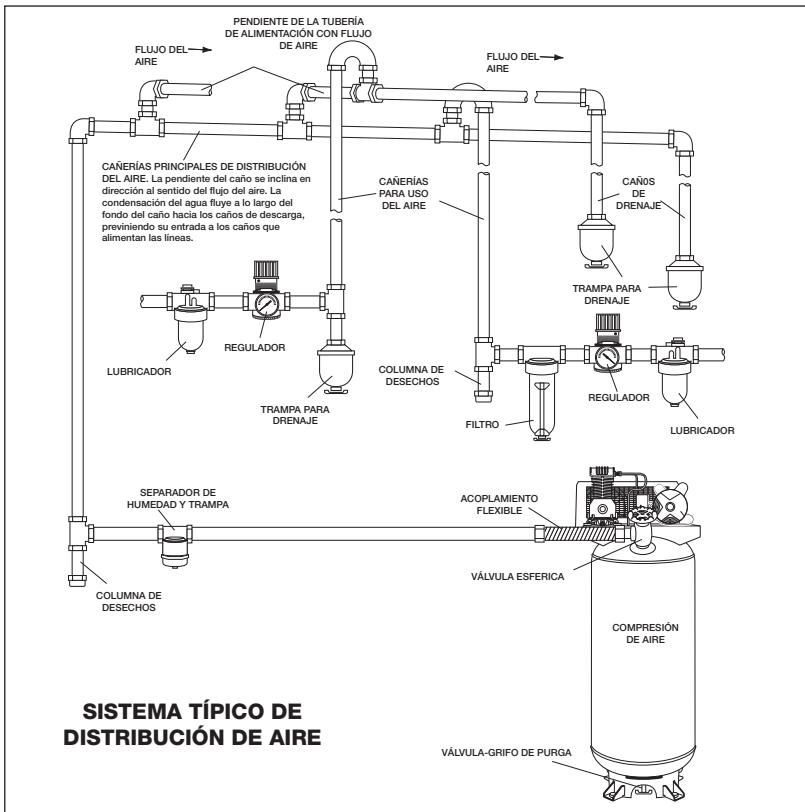 PENDIENTE DE LA TUBERÍA
DE ALIMENTACIÓN CON FLUJO
DE AIRE
FLUJO DEL
AIRE
FLUJO DEL
AIRE
CAÑERÍAS PRINCIPALES DE DISTRIBUCIÓN
DEL AIRE. La pendiente del caño se inclina en
dirección al sentido del flujo del aire. La
condensación del agua fluye a lo largo del
fondo del caño hacia los caños de descarga,
previniendo su entrada a los caños que
alimentan las líneas.
CAÑERÍAS
PARA USO
DEL AIRE
CAÑ0S
DE
DRENAJE
TRAMPA PARA
DRENAJE
LUBRICADOR
REGULADOR
TRAMPA PARA
DRENAJE
COLUMNA DE
DESECHOS
FILTRO
REGULADOR
LUBRICADOR
SEPARADOR DE
HUMEDAD Y TRAMPA
ACOPLAMIENTO
FLEXIBLE
VÁLVULA ESFERICA
COLUMNA DE
DESECHOS
COMPRESIÓN
DE AIRE
SISTEMA TÍPICO DE
DISTRIBUCIÓN DE AIRE
VÁLVULA-GRIFO DE PURGA